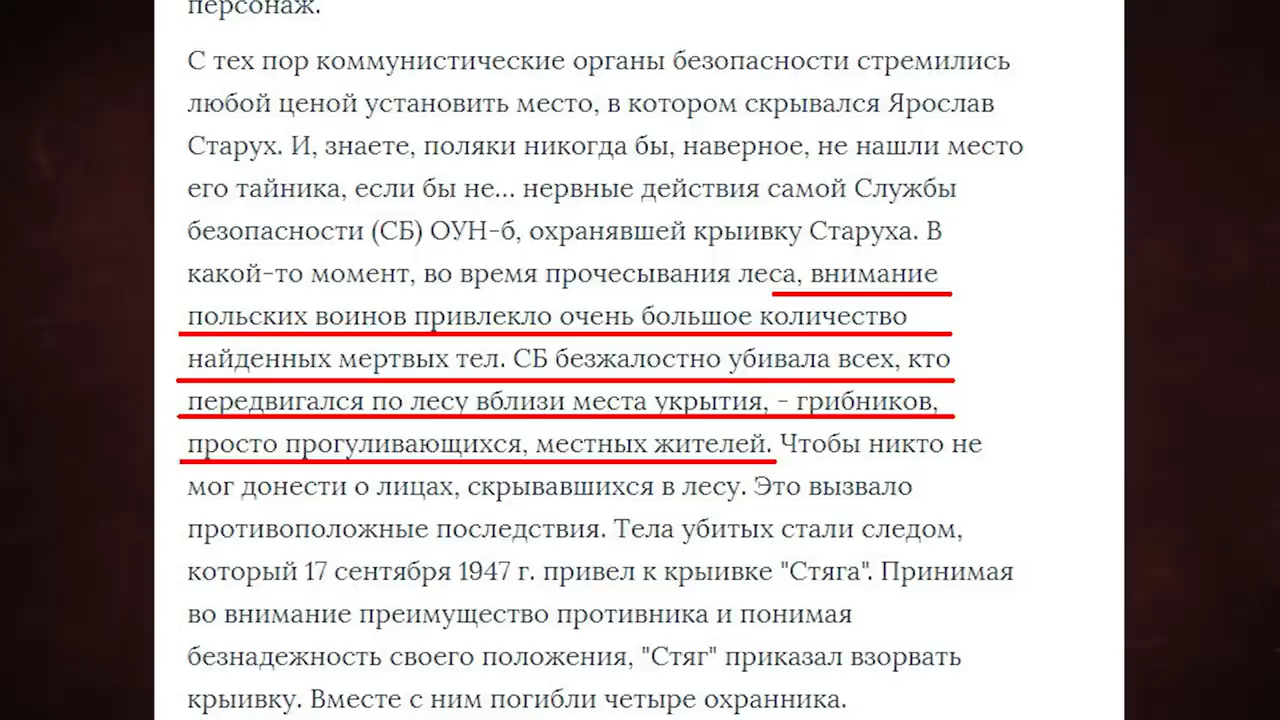 персонаж.
С тех пор коммунистические органы безопасности стремились
любой ценой установить место, в котором скрывался Ярослав
Старух. И, знаете, поляки никогда бы, наверное, не нашли место
его тайника, если бы не... нервные действия самой Службы
безопасности (СБ) ОУН-б, охранявшей крыивку Старуха. В
какой-то момент, во время прочесывания леса, внимание
польских воинов привлекло очень большое количество
найденных мертвых тел. СБ безжалостно убивала всех, кто
передвигался по лесу вблизи места укрытия, - грибников,
просто прогуливающихся, местных жителей. Чтобы никто не
мог донести о лицах, скрывавшихся в лесу. Это вызвало
противоположные последствия. Тела убитых стали следом,
который 17 сентября 1947 г. привел к крыивке "Стяга". Принимая
во внимание преимущество противника и понимая
безнадежность своего положения, "Стяг" приказал взорвать
крыивку. Вместе с ним погибли четыре охранника.